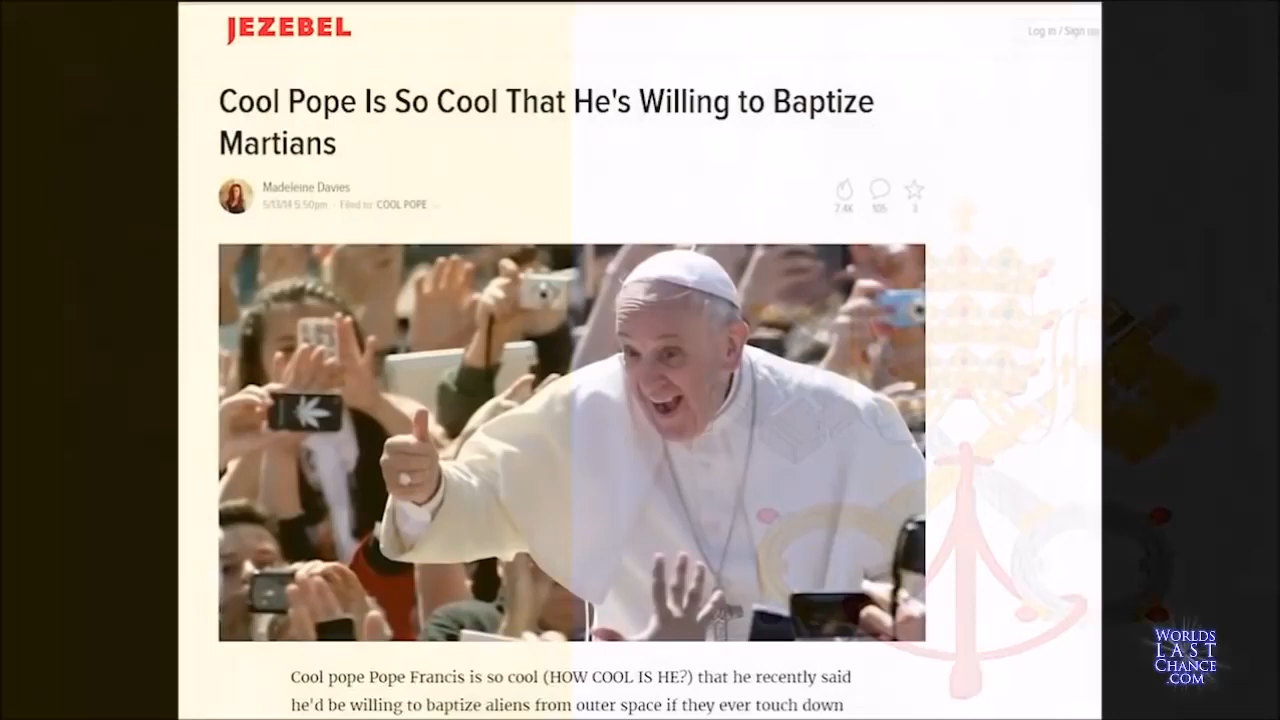 JEZEBEL
Log in / Sign up
Cool Pope Is So Cool That He's Willing to Baptize
Martians
Madeleine Davies
5/13/14 5:50pm · Filed to: COOL POPE
7.4K 105 3
Cool pope Pope Francis is so cool (HOW COOL IS HE?) that he recently said
he'd be willing to baptize aliens from outer space if they ever touch down
WORLDS
LAST
CHANCE
.COM